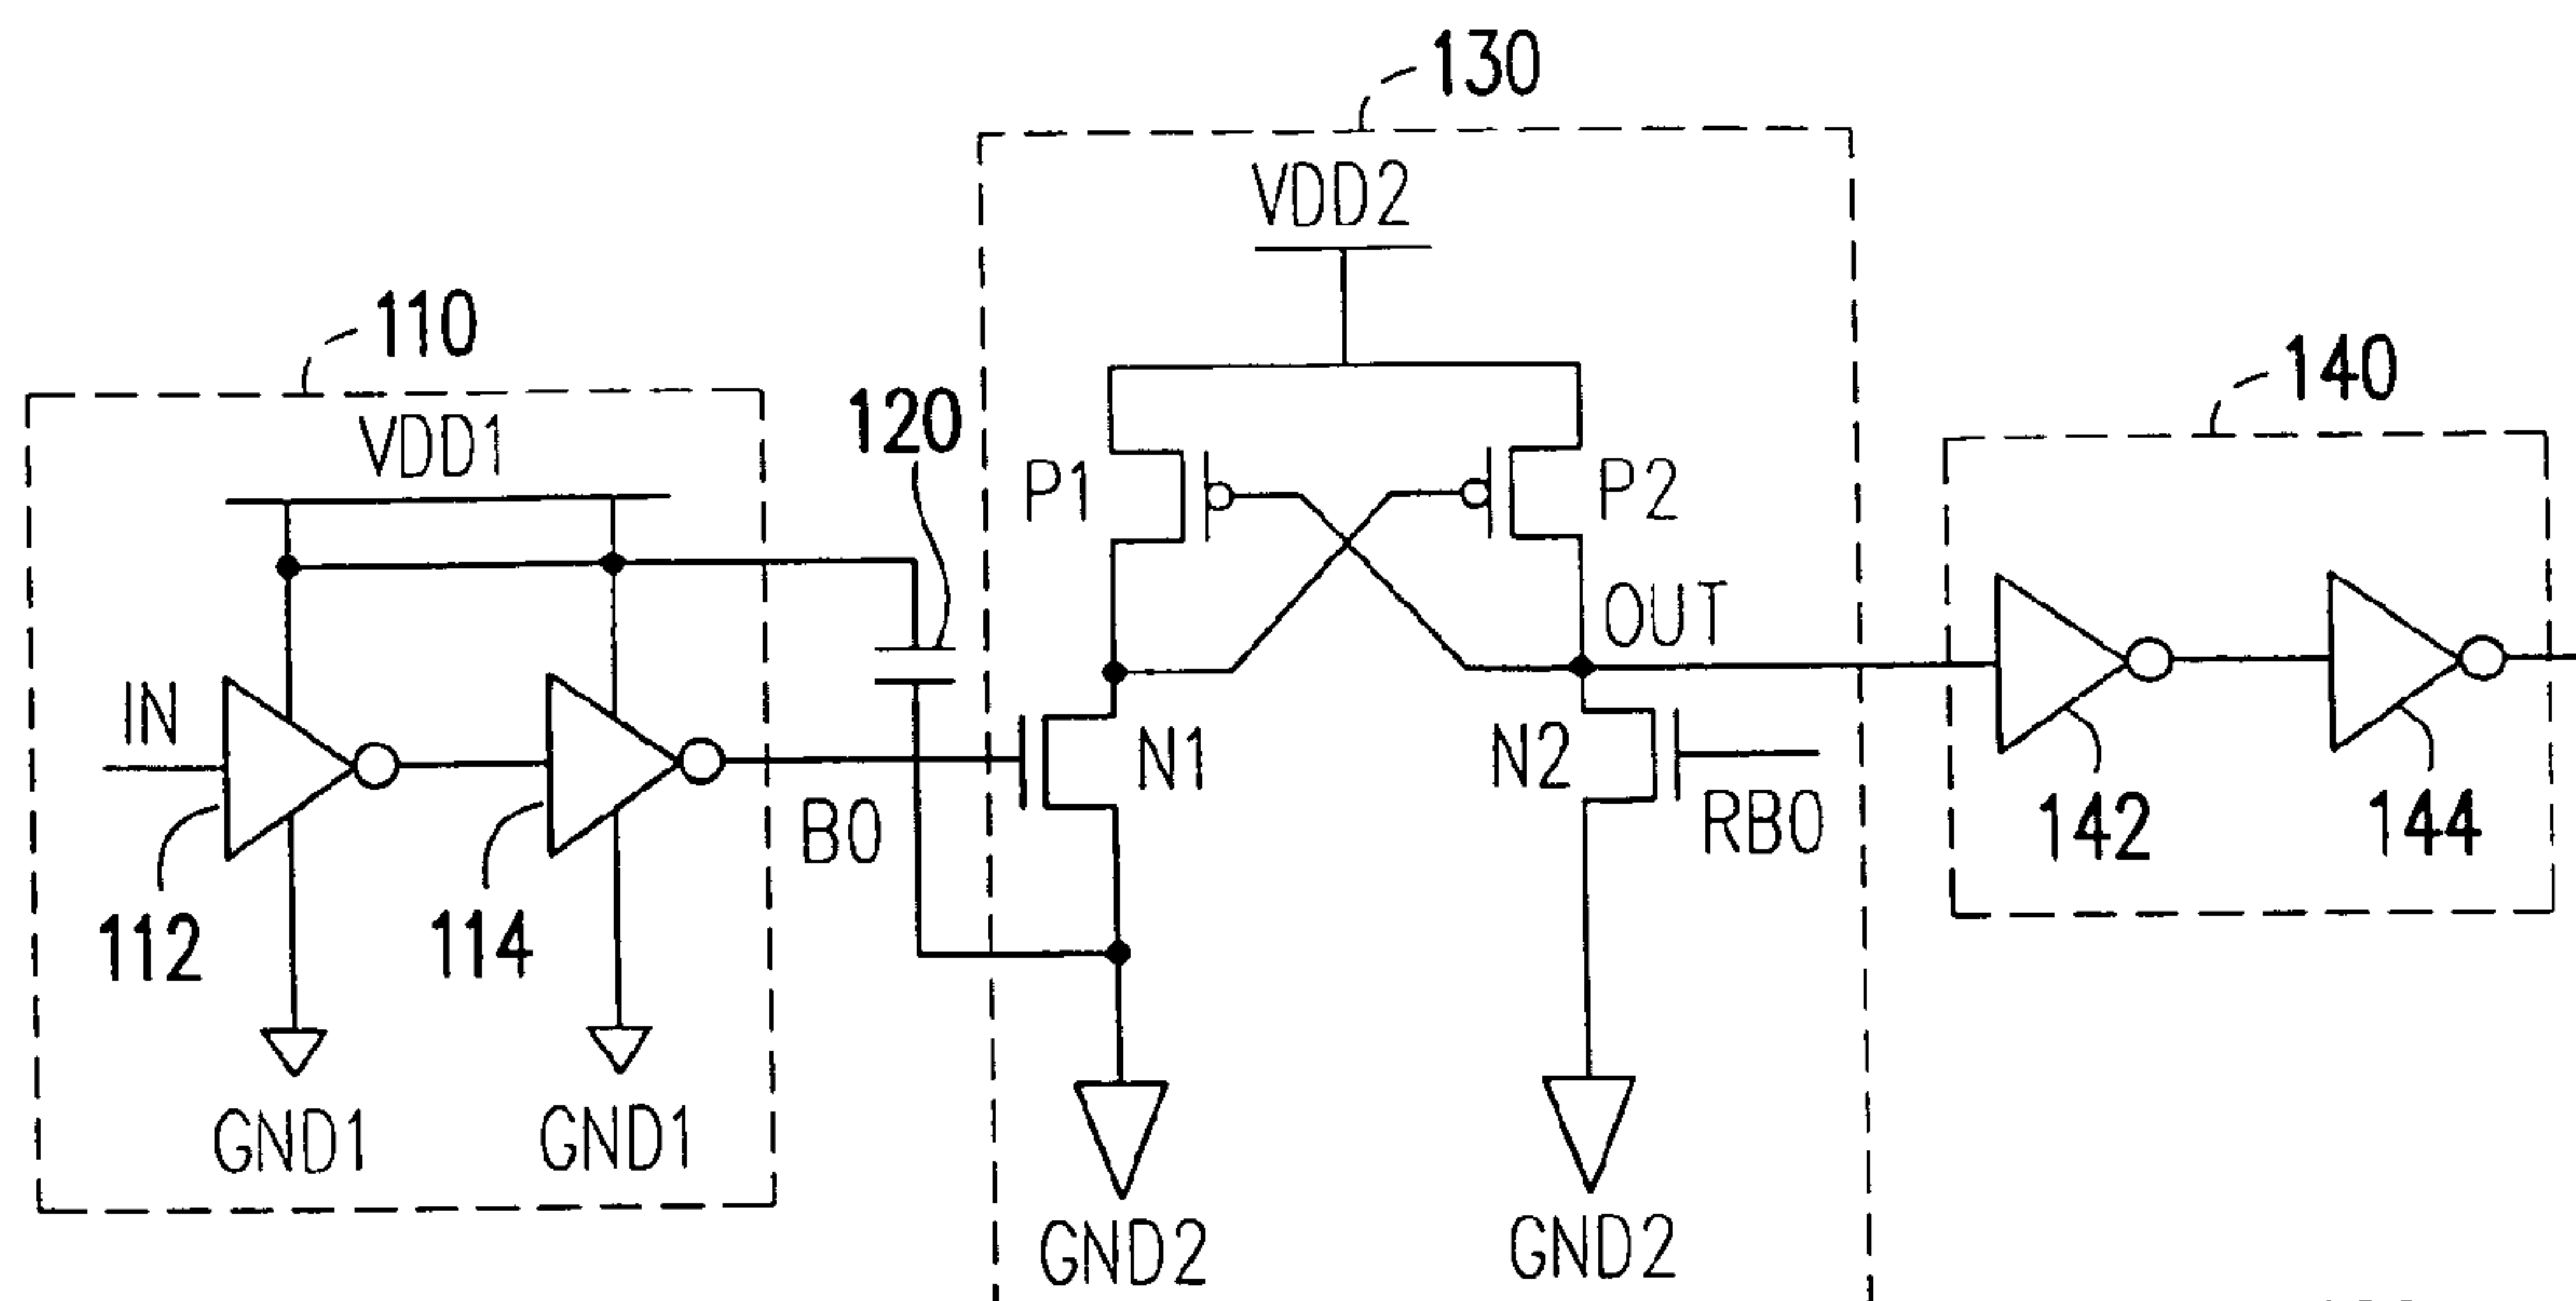 130
VDD2
110
120
140
VDD1
P1
P2
OUT
IN
N1
N2
B0
RB0
142
144
112
114
GND1
GND1
GND2
GND2